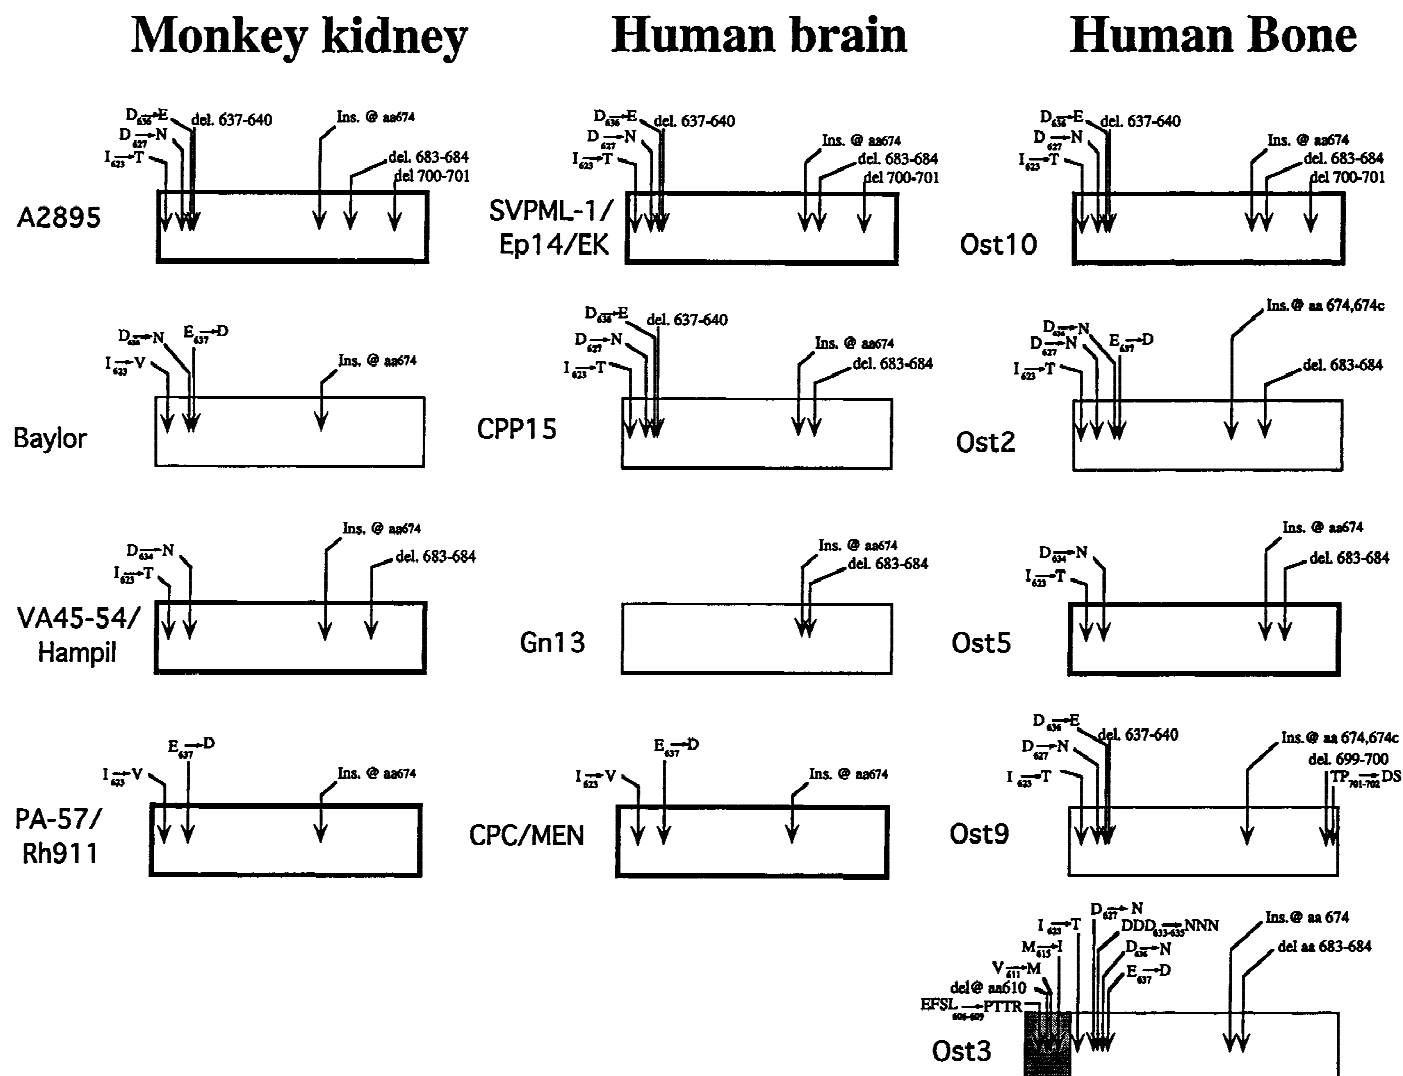 Monkey kidney
Human brain
Human Bone
D636→E
del. 637-640
D627→N
I623→T
Ins. @ aa674
del. 683-684
del 700-701
A2895
D636→E
del. 637-640
D627→N
I623→T
Ins. @ aa674
del. 683-684
del 700-701
SVPML-1/
Ep14/EK
D636→E
del. 637-640
D627→N
I623→T
Ins. @ aa674
del. 683-684
del 700-701
Ost10
D636→N
E637→D
I623→V
Ins. @ aa674
Baylor
D636→E
del. 637-640
D627→N
I623→T
Ins. @ aa674
del. 683-684
CPP15
D636→N
D627→N
E637→D
I623→T
Ins. @ aa 674,674c
del. 683-684
Ost2
D634→N
I623→T
Ins. @ aa674
del. 683-684
VA45-54/
Hampil
Ins. @ aa674
del. 683-684
Gn13
D634→N
I623→T
Ins. @ aa674
del. 683-684
Ost5
E637→D
I623→V
Ins. @ aa674
PA-57/
Rh911
E637→D
I623→V
Ins. @ aa674
CPC/MEN
D636→E
del. 637-640
D627→N
I623→T
Ins.@ aa 674,674c
del. 699-700
TP701-702→DS
Ost9
D627→N
I623→T
DDD633-635→NNN
M615→I
D636→N
V611→M
E637→D
del@ aa610
EFSL606-609→PTTR
Ins.@ aa 674
del aa 683-684
Ost3